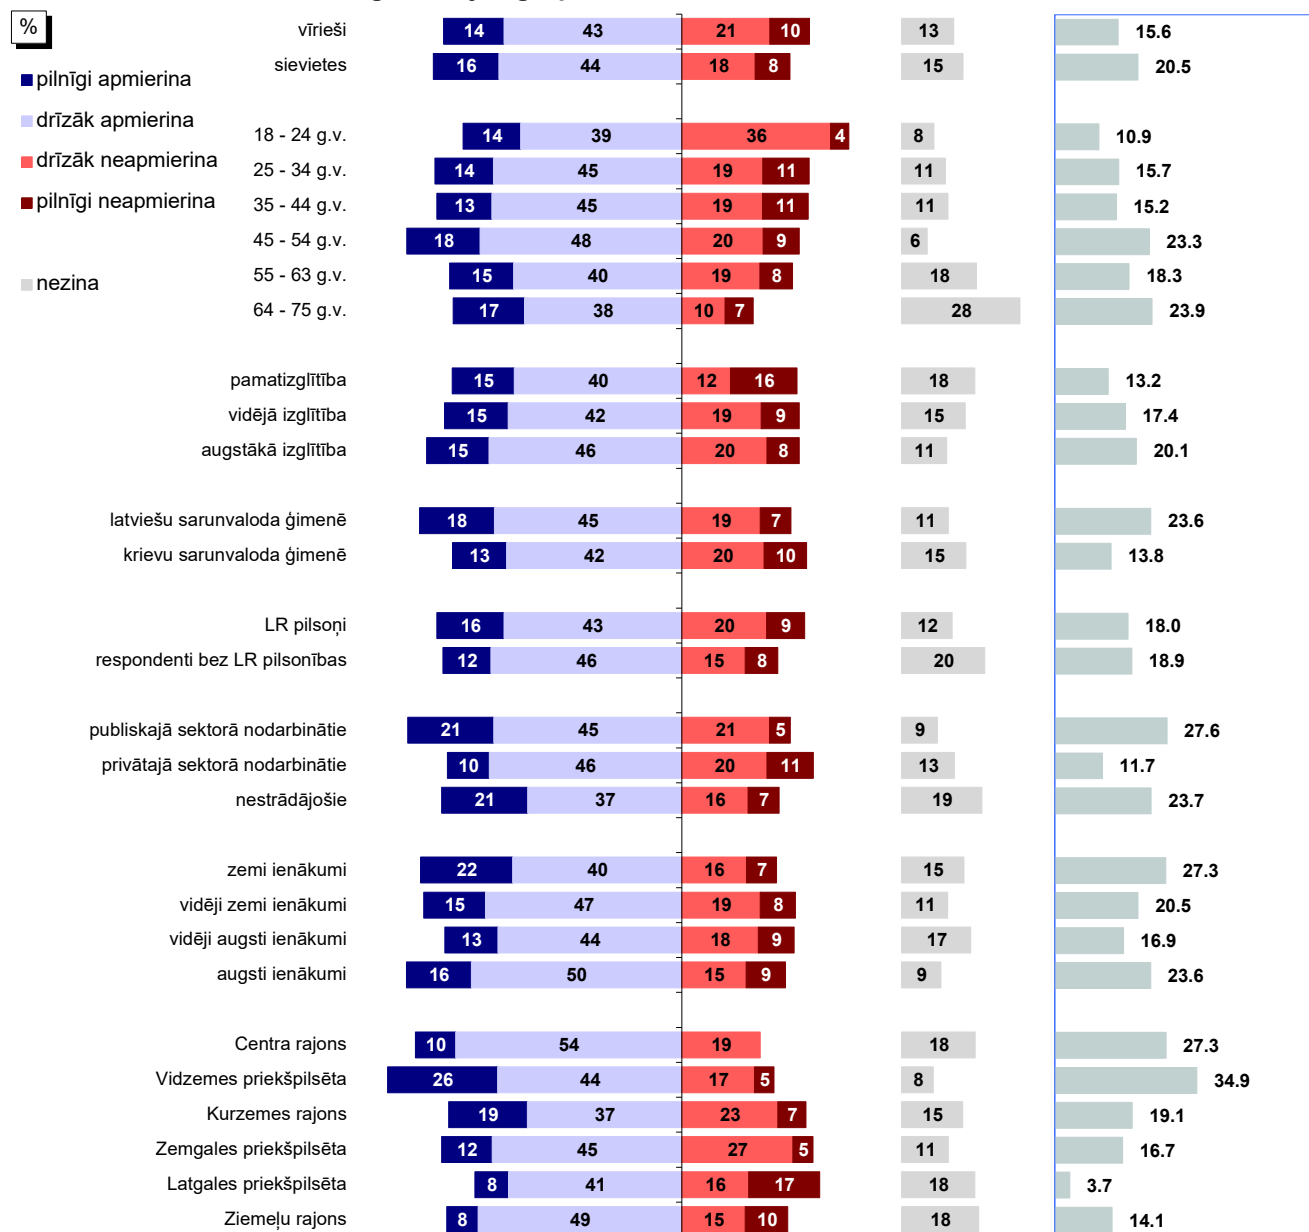 %
pilnīgi apmierina
drīzāk apmierina
drīzāk neapmierina
pilnīgi neapmierina
nezina
vīrieši 14 43 21 10 13 15.6
sievietes 16 44 18 8 15 20.5
18 - 24 g.v. 14 39 36 4 8 10.9
25 - 34 g.v. 14 45 19 11 11 15.7
35 - 44 g.v. 13 45 19 11 11 15.2
45 - 54 g.v. 18 48 20 9 6 23.3
55 - 63 g.v. 15 40 19 8 18 18.3
64 - 75 g.v. 17 38 10 7 28 23.9
pamatizglītība 15 40 12 16 18 13.2
vidējā izglītība 15 42 19 9 15 17.4
augstākā izglītība 15 46 20 8 11 20.1
latviešu sarunvaloda ģimenē 18 45 19 7 11 23.6
krievu sarunvaloda ģimenē 13 42 20 10 15 13.8
LR pilsoņi 16 43 20 9 12 18.0
respondenti bez LR pilsonības 12 46 15 8 20 18.9
publiskajā sektorā nodarbinātie 21 45 21 5 9 27.6
privātajā sektorā nodarbinātie 10 46 20 11 13 11.7
nestrādājošie 21 37 16 7 19 23.7
zemi ienākumi 22 40 16 7 15 27.3
vidēji zemi ienākumi 15 47 19 8 11 20.5
vidēji augsti ienākumi 13 44 18 9 17 16.9
augsti ienākumi 16 50 15 9 9 23.6
Centra rajons 10 54 19 18 27.3
Vidzemes priekšpilsēta 26 44 17 5 8 34.9
Kurzemes rajons 19 37 23 7 15 19.1
Zemgales priekšpilsēta 12 45 27 5 11 16.7
Latgales priekšpilsēta 8 41 16 17 18 3.7
Ziemeļu rajons 8 49 15 10 18 14.1